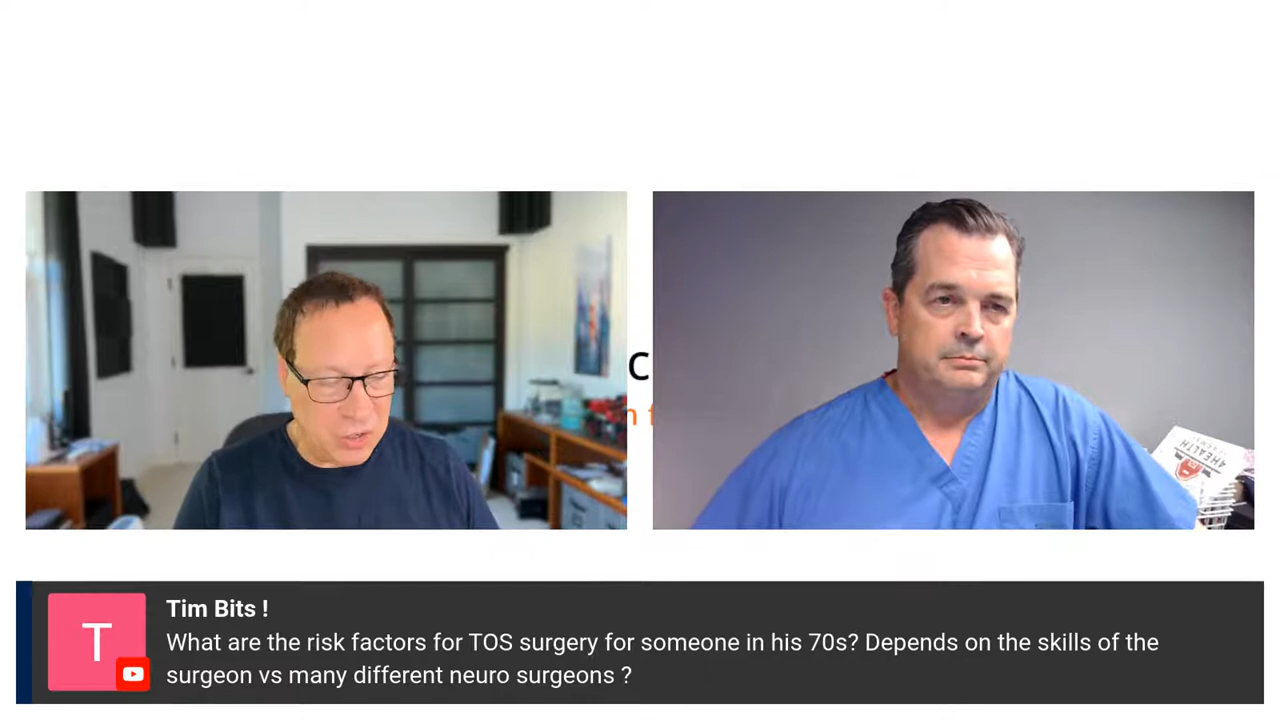 C
n f
4HEALTH
Tim Bits !
T
What are the risk factors for TOS surgery for someone in his 70s? Depends on the skills of the
surgeon vs many different neuro surgeons ?